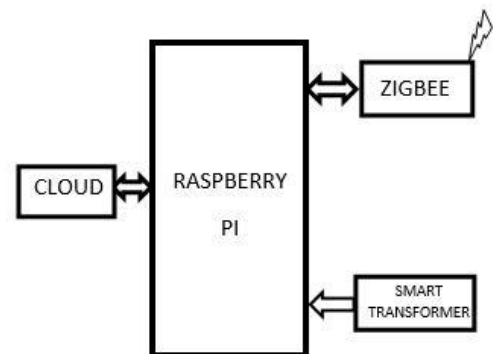 ZIGBEE
CLOUD
RASPBERRY
PI
SMART
TRANSFORMER